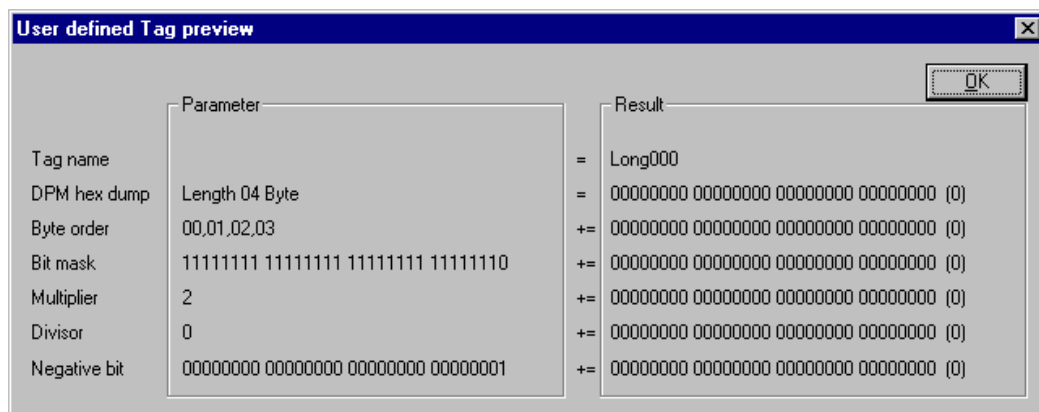 User defined Tag preview
OK
Parameter Result
Tag name = Long000
DPM hex dump Length 04 Byte = 00000000 00000000 00000000 00000000 (0)
Byte order 00,01,02,03 += 00000000 00000000 00000000 00000000 (0)
Bit mask 11111111 11111111 11111111 11111110 += 00000000 00000000 00000000 00000000 (0)
Multiplier 2 += 00000000 00000000 00000000 00000000 (0)
Divisor 0 += 00000000 00000000 00000000 00000000 (0)
Negative bit 00000000 00000000 00000000 00000001 += 00000000 00000000 00000000 00000000 (0)